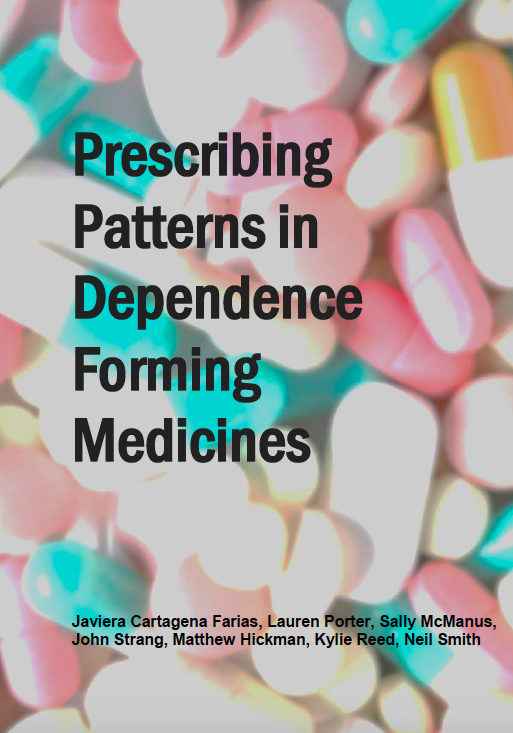 Prescribing
Patterns in
Dependence
Forming
Medicines
Javiera Cartagena Farias, Lauren Porter, Sally McManus,
John Strang, Matthew Hickman, Kylie Reed, Neil Smith